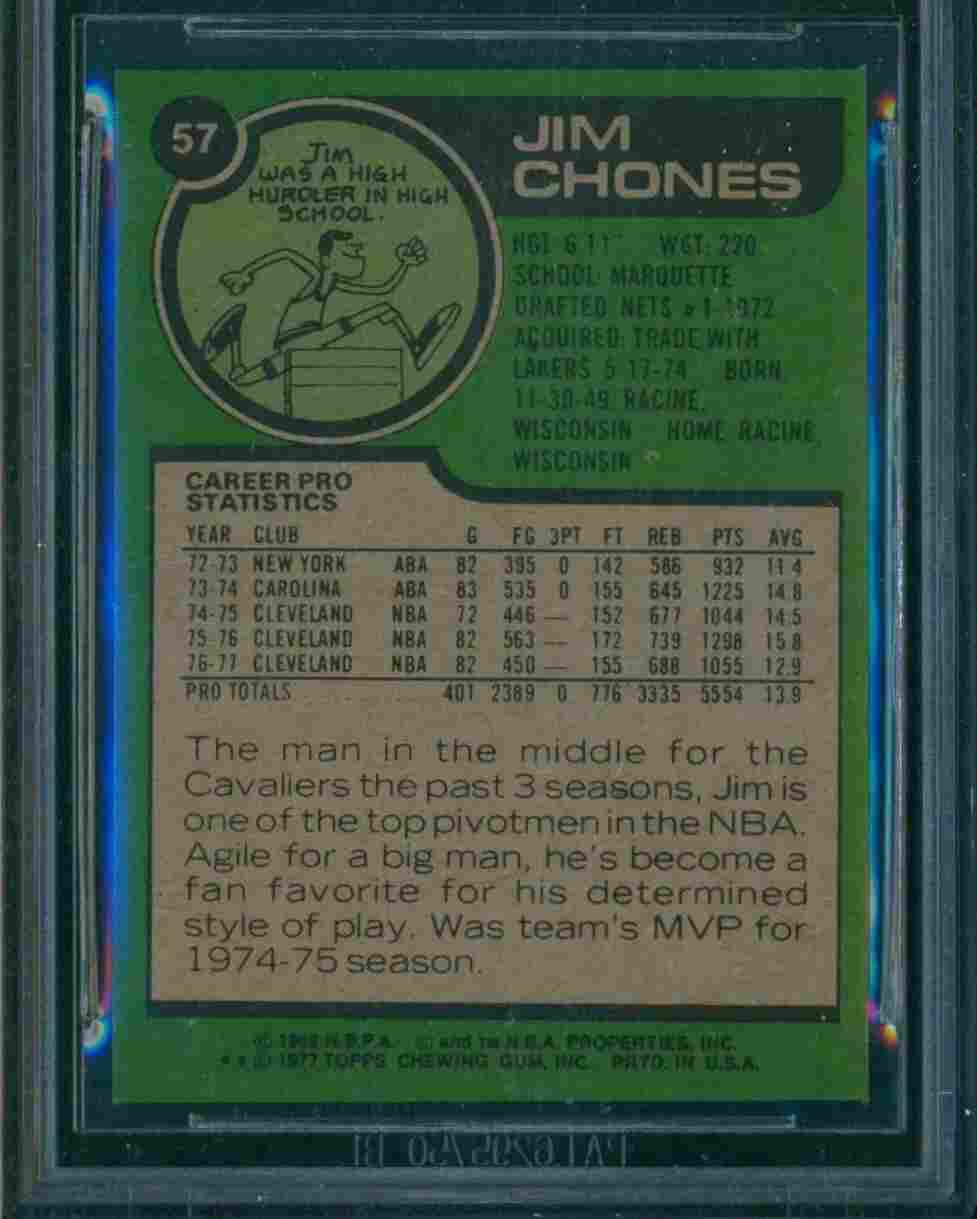 57
JIM
WAS A HIGH
HURDLER IN HIGH
SCHOOL.
JIM
CHONES
HGT: 6'11" WGT: 220
SCHOOL: MARQUETTE
DRAFTED: NETS #1-1972
ACQUIRED: TRADE WITH
LAKERS 5-17-74 BORN:
11-30-49, RACINE,
WISCONSIN HOME: RACINE,
WISCONSIN
CAREER PRO
STATISTICS
YEAR CLUB G FG 3PT FT REB PTS AVG
72-73 NEW YORK ABA 82 395 0 142 586 932 11.4
73-74 CAROLINA ABA 83 535 0 155 645 1225 14.8
74-75 CLEVELAND NBA 72 446 — 152 677 1044 14.5
75-76 CLEVELAND NBA 82 563 — 172 739 1298 15.8
76-77 CLEVELAND NBA 82 450 — 155 688 1055 12.9
PRO TOTALS 401 2389 0 776 3335 5554 13.9
The man in the middle for the
Cavaliers the past 3 seasons, Jim is
one of the top pivotmen in the NBA.
Agile for a big man, he's become a
fan favorite for his determined
style of play. Was team's MVP for
1974-75 season.
© N.B.P.A. © and TM N.B.A. PROPERTIES, INC.
* * © 1977 TOPPS CHEWING GUM, INC. PRTD. IN U.S.A.